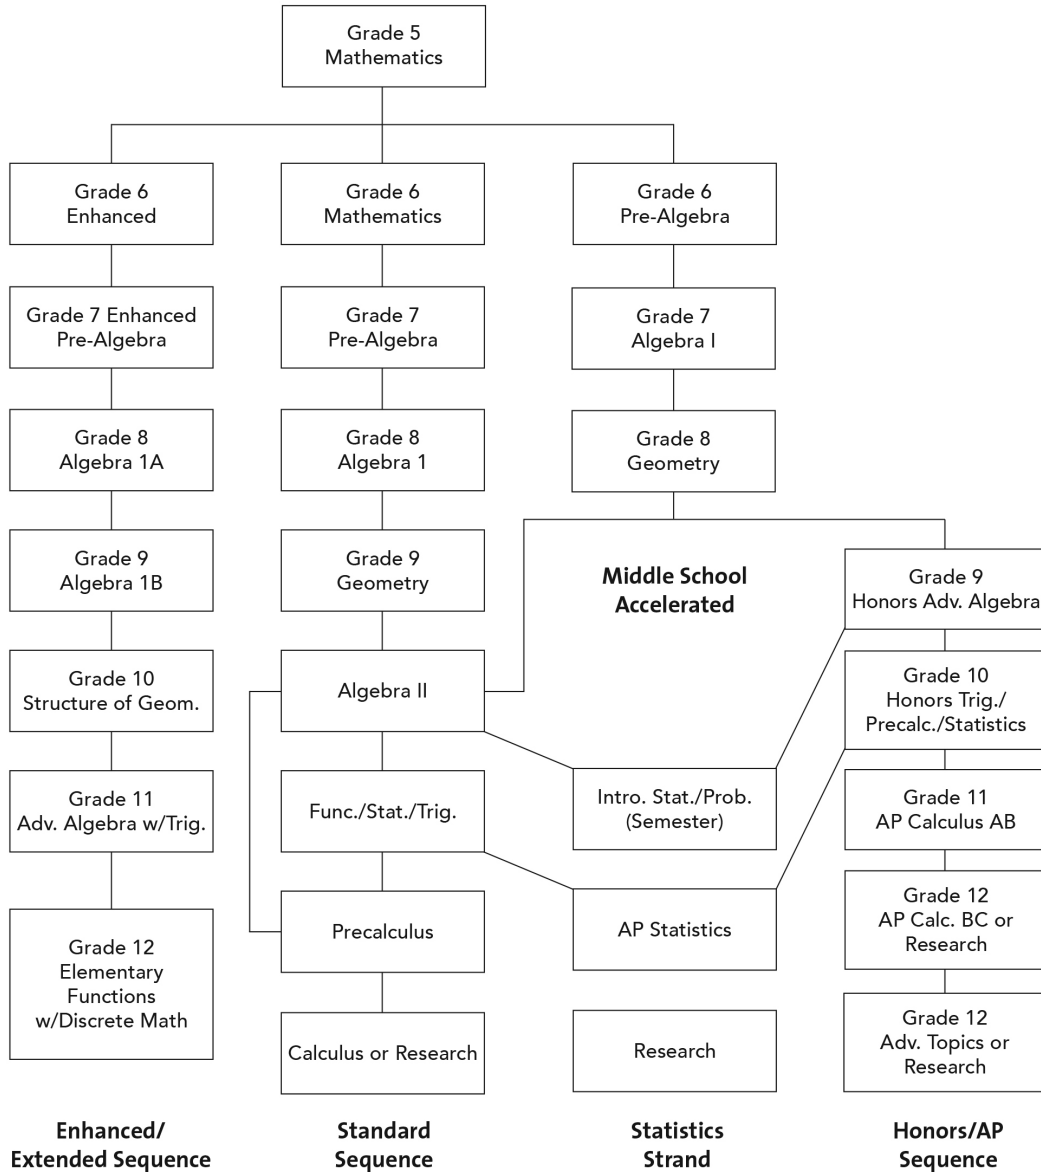 Grade 5
Mathematics
Grade 6
Enhanced
Grade 6
Mathematics
Grade 6
Pre-Algebra
Grade 7 Enhanced
Pre-Algebra
Grade 7
Pre-Algebra
Grade 7
Algebra I
Grade 8
Algebra 1A
Grade 8
Algebra 1
Grade 8
Geometry
Grade 9
Algebra 1B
Grade 9
Geometry
Middle School
Accelerated
Grade 9
Honors Adv. Algebra
Grade 10
Structure of Geom.
Algebra II
Grade 10
Honors Trig./
Precalc./Statistics
Grade 11
Adv. Algebra w/Trig.
Func./Stat./Trig.
Intro. Stat./Prob.
(Semester)
Grade 11
AP Calculus AB
Grade 12
Elementary
Functions
w/Discrete Math
Precalculus
AP Statistics
Grade 12
AP Calc. BC or
Research
Calculus or Research
Research
Grade 12
Adv. Topics or
Research
Enhanced/
Extended Sequence
Standard
Sequence
Statistics
Strand
Honors/AP
Sequence